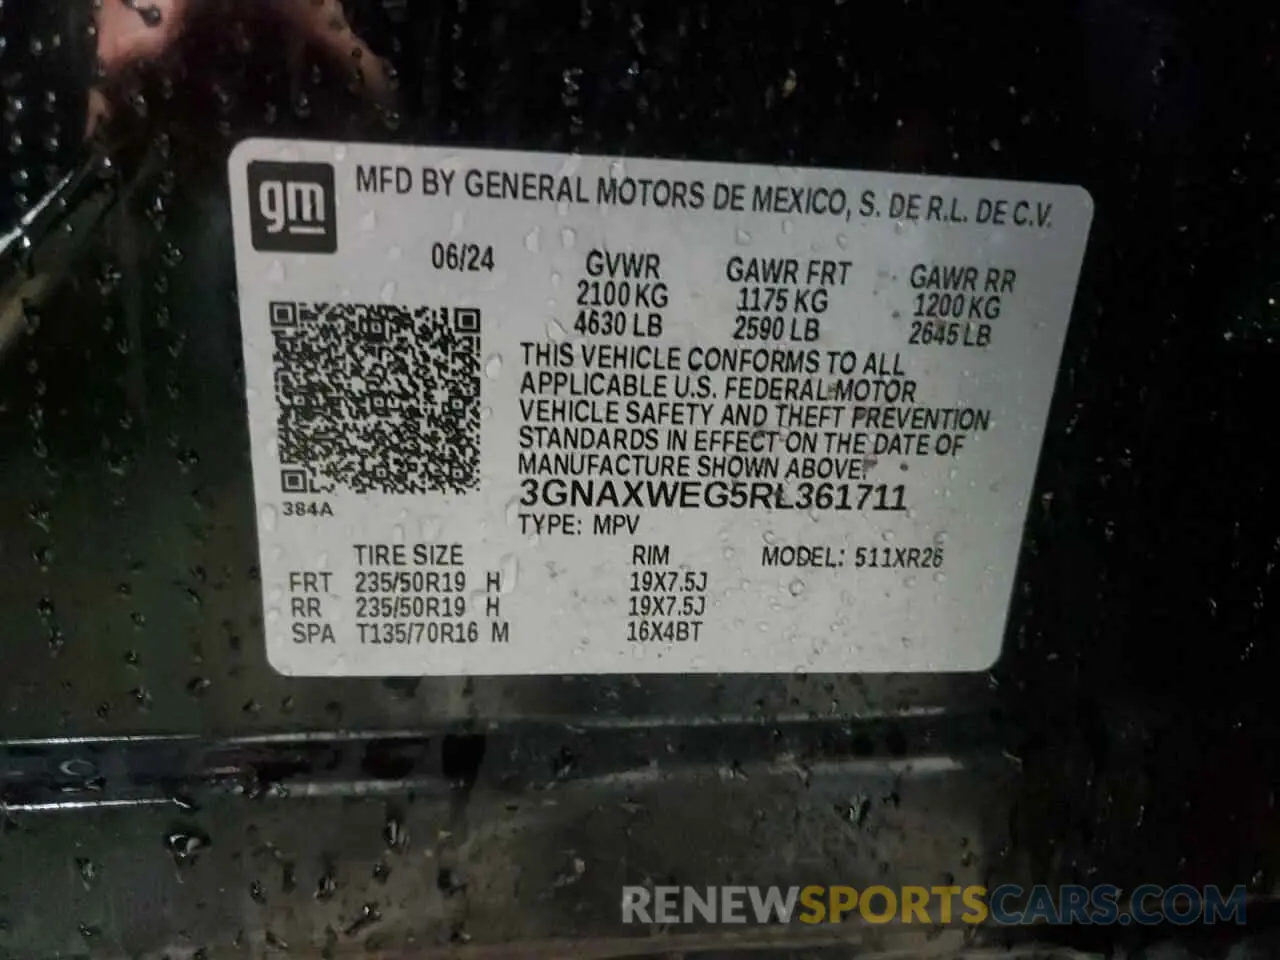 gm MFD BY GENERAL MOTORS DE MEXICO, S. DE R.L. DE C.V.
06/24 GVWR GAWR FRT GAWR RR
2100 KG 1175 KG 1200 KG
4630 LB 2590 LB 2645 LB
THIS VEHICLE CONFORMS TO ALL
APPLICABLE U.S. FEDERAL MOTOR
VEHICLE SAFETY AND THEFT PREVENTION
STANDARDS IN EFFECT ON THE DATE OF
MANUFACTURE SHOWN ABOVE.
3GNAXWEG5RL361711
384A
TYPE: MPV
TIRE SIZE RIM MODEL: 511XR26
FRT 235/50R19 H 19X7.5J
RR 235/50R19 H 19X7.5J
SPA T135/70R16 M 16X4BT
RENEWSPORTSCARS.COM